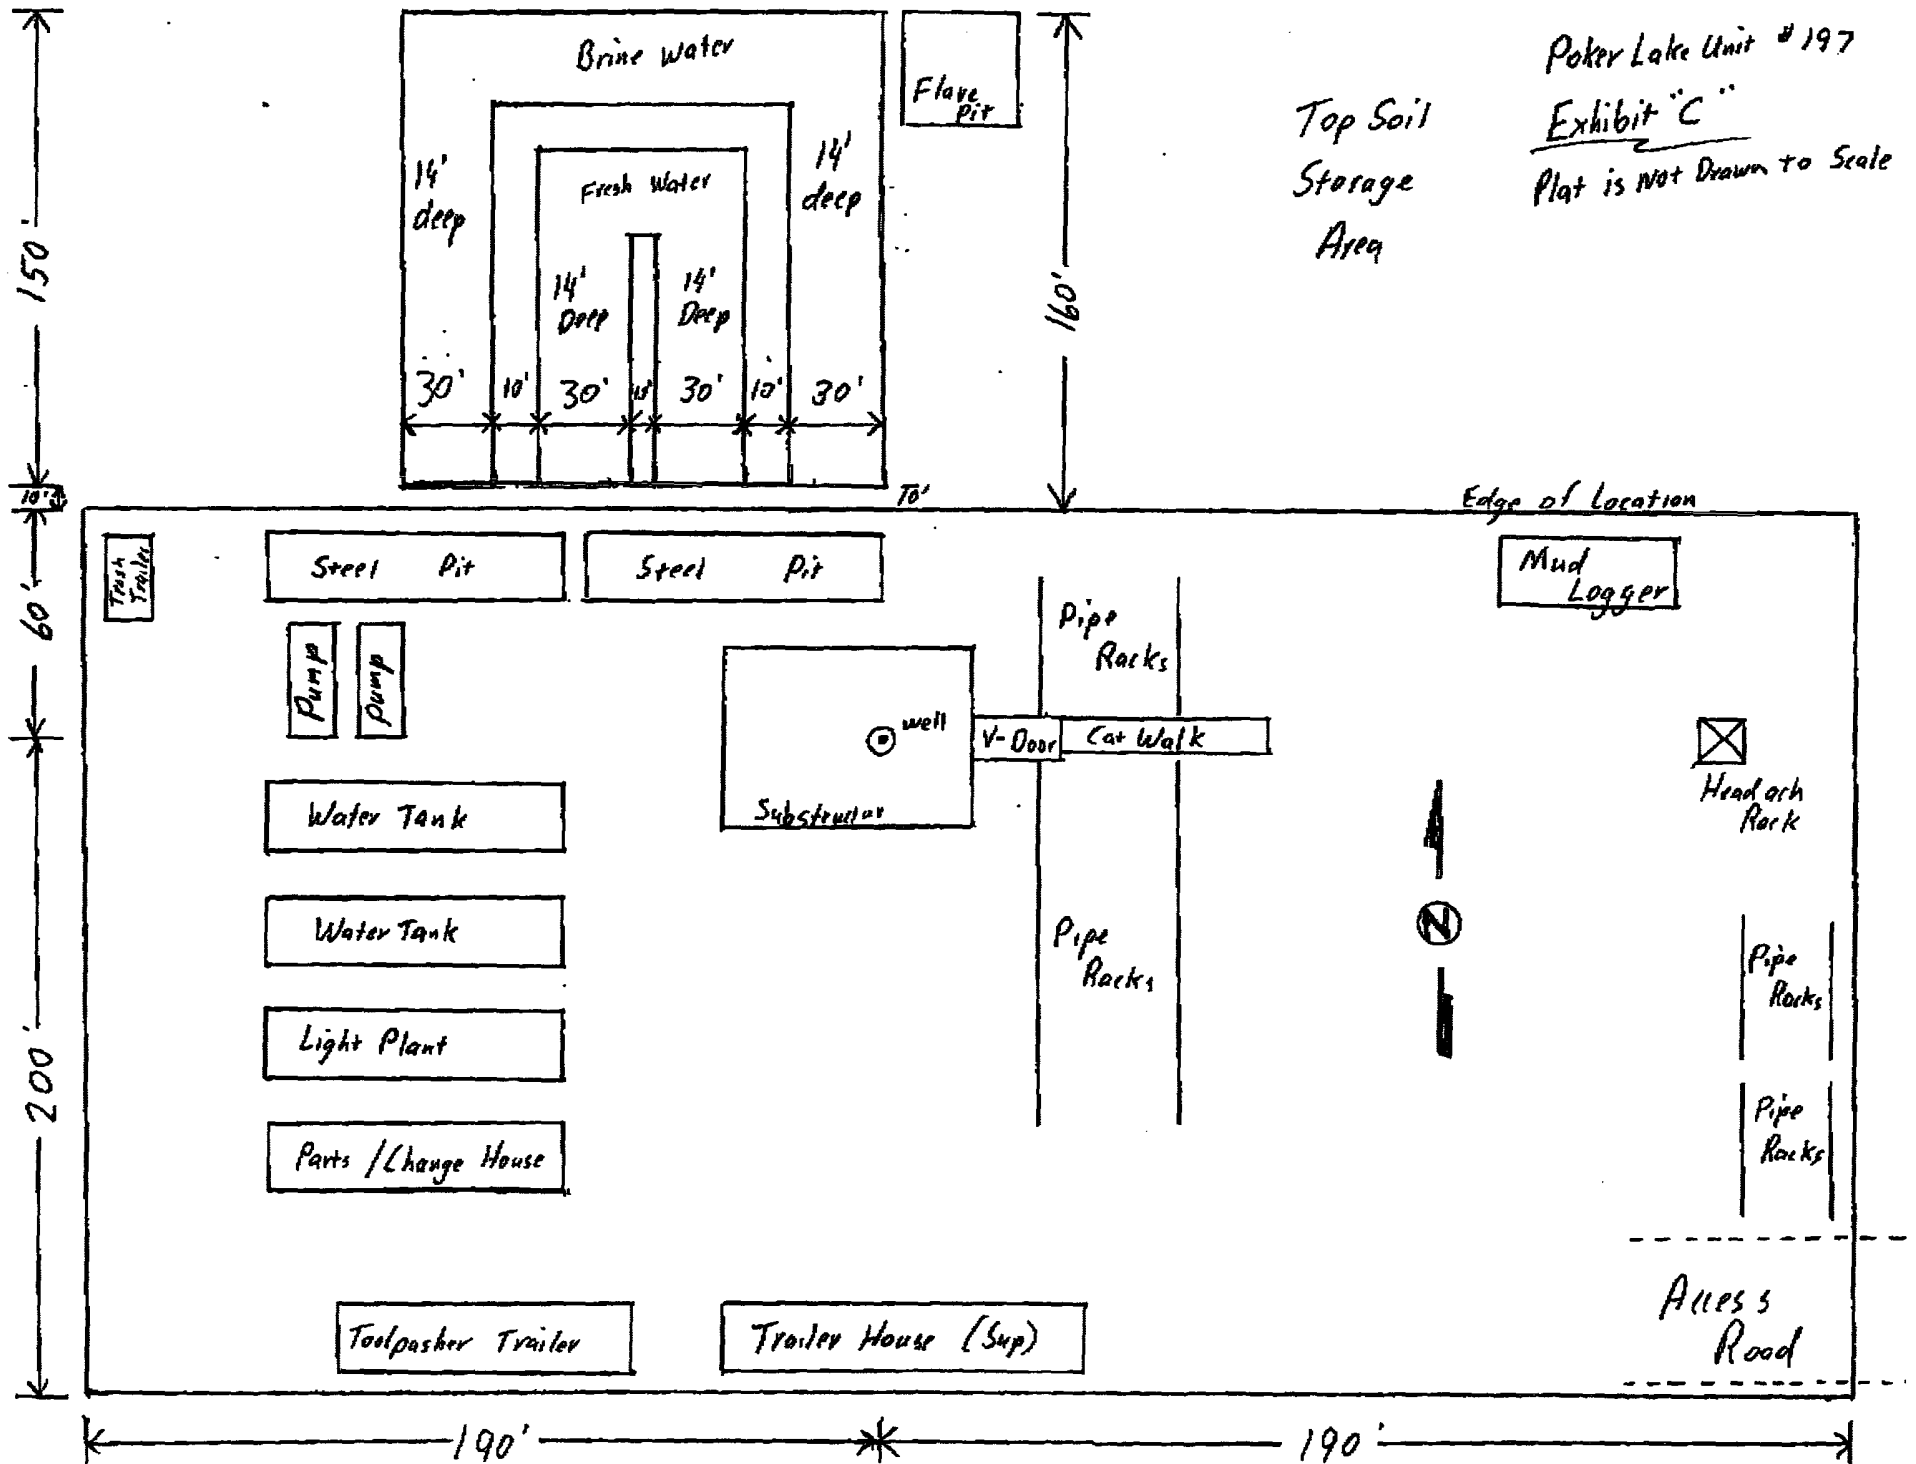 Poker Lake Unit #197
Exhibit "C"
Plat is Not Drawn to Scale
Top Soil
Storage
Area
Brine Water
Flare
Pit
14'
deep
14'
deep
Fresh Water
14'
Deep
14'
Deep
150'
160'
30'
10'
30'
10'
30'
10'
30'
10'
10'
Edge of Location
60'
Trash
Trailer
Steel Pit
Steel Pit
Mud
Logger
Pump
Pump
Pipe
Racks
well
V-Door
Cat Walk
Substructur
Headach
Rack
Water Tank
Water Tank
Pipe
Racks
N
Pipe
Racks
Light Plant
200'
Pipe
Racks
Parts / Change House
Toolpusher Trailer
Trailer House (Sup)
Access
Road
190'
190'